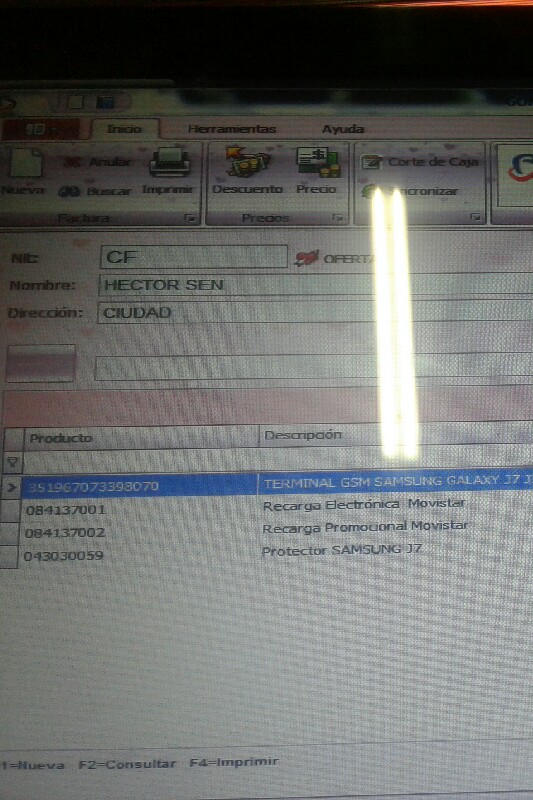 Inicio Herramientas Ayuda
Anular Corte de Caja
Nueva Buscar Imprimir Descuento Precio
Factura Precios
Nit: CF OFERTA
Nombre: HECTOR SEN
Dirección: CIUDAD
Producto Descripción
351967073398070 TERMINAL GSM SAMSUNG GALAXY J7
084137001 Recarga Electrónica Movistar
084137002 Recarga Promocional Movistar
043030059 Protector SAMSUNG J7
1=Nueva F2=Consultar F4=Imprimir